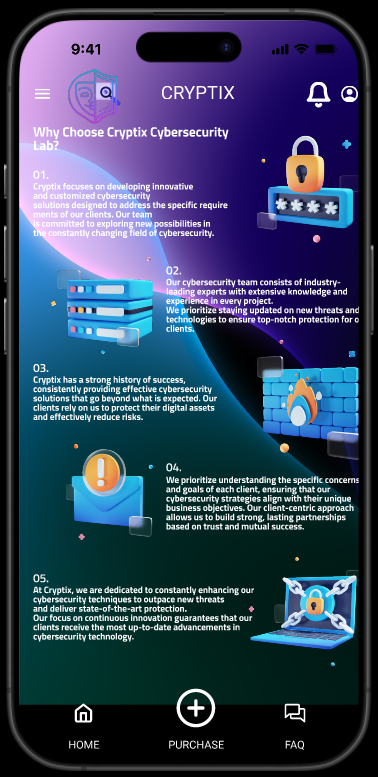 9:41
CRYPTIX
Why Choose Cryptix Cybersecurity
Lab?
01.
Cryptix focuses on developing innovative
and customized cybersecurity
solutions designed to address the specific require
ments of our clients. Our team
is committed to exploring new possibilities in
the constantly changing field of cybersecurity.
02.
Our cybersecurity team consists of industry-
leading experts with extensive knowledge and
experience in every project.
We prioritize staying updated on new threats and
technologies to ensure top-notch protection for o
clients.
03.
Cryptix has a strong history of success,
consistently providing effective cybersecurity
solutions that go beyond what is expected. Our
clients rely on us to protect their digital assets
and effectively reduce risks.
04.
We prioritize understanding the specific concerns
and goals of each client, ensuring that our
cybersecurity strategies align with their unique
business objectives. Our client-centric approach
allows us to build strong, lasting partnerships
based on trust and mutual success.
05.
At Cryptix, we are dedicated to constantly enhancing our
cybersecurity techniques to outpace new threats
and deliver state-of-the-art protection.
Our focus on continuous innovation guarantees that our
clients receive the most up-to-date advancements in
cybersecurity technology.
HOME
PURCHASE
FAQ